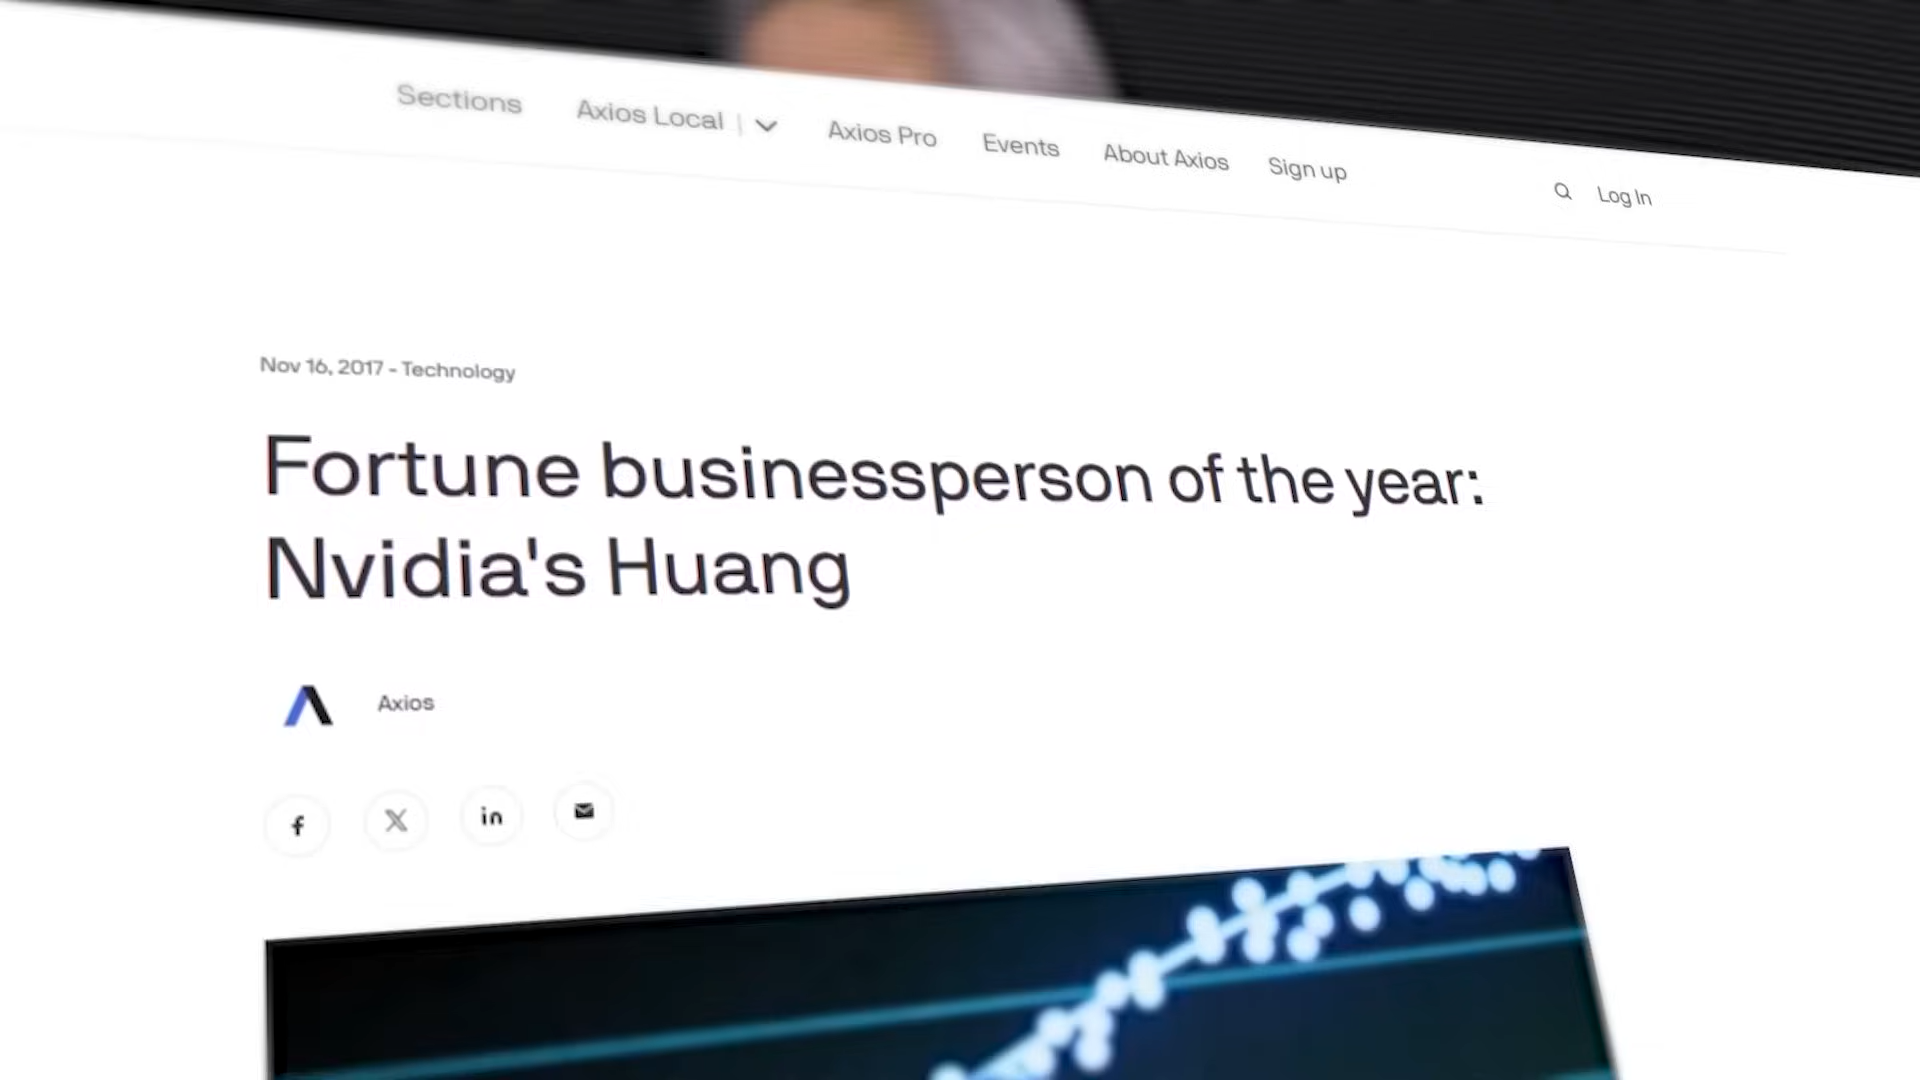 Sections Axios Local | Axios Pro Events About Axios Sign up Log In
Nov 16, 2017 - Technology
Fortune businessperson of the year:
Nvidia's Huang
Axios